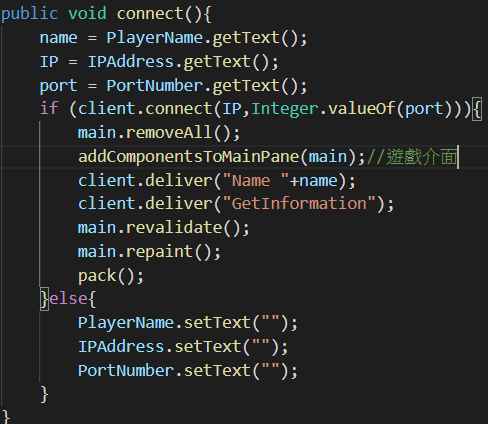 public void connect(){
name = PlayerName.getText();
IP = IPAddress.getText();
port = PortNumber.getText();
if (client.connect(IP,Integer.valueOf(port))){
main.removeAll();
addComponentsToMainPane(main);//遊戲介面
client.deliver("Name "+name);
client.deliver("GetInformation");
main.revalidate();
main.repaint();
pack();
}else{
PlayerName.setText("");
IPAddress.setText("");
PortNumber.setText("");
}
}